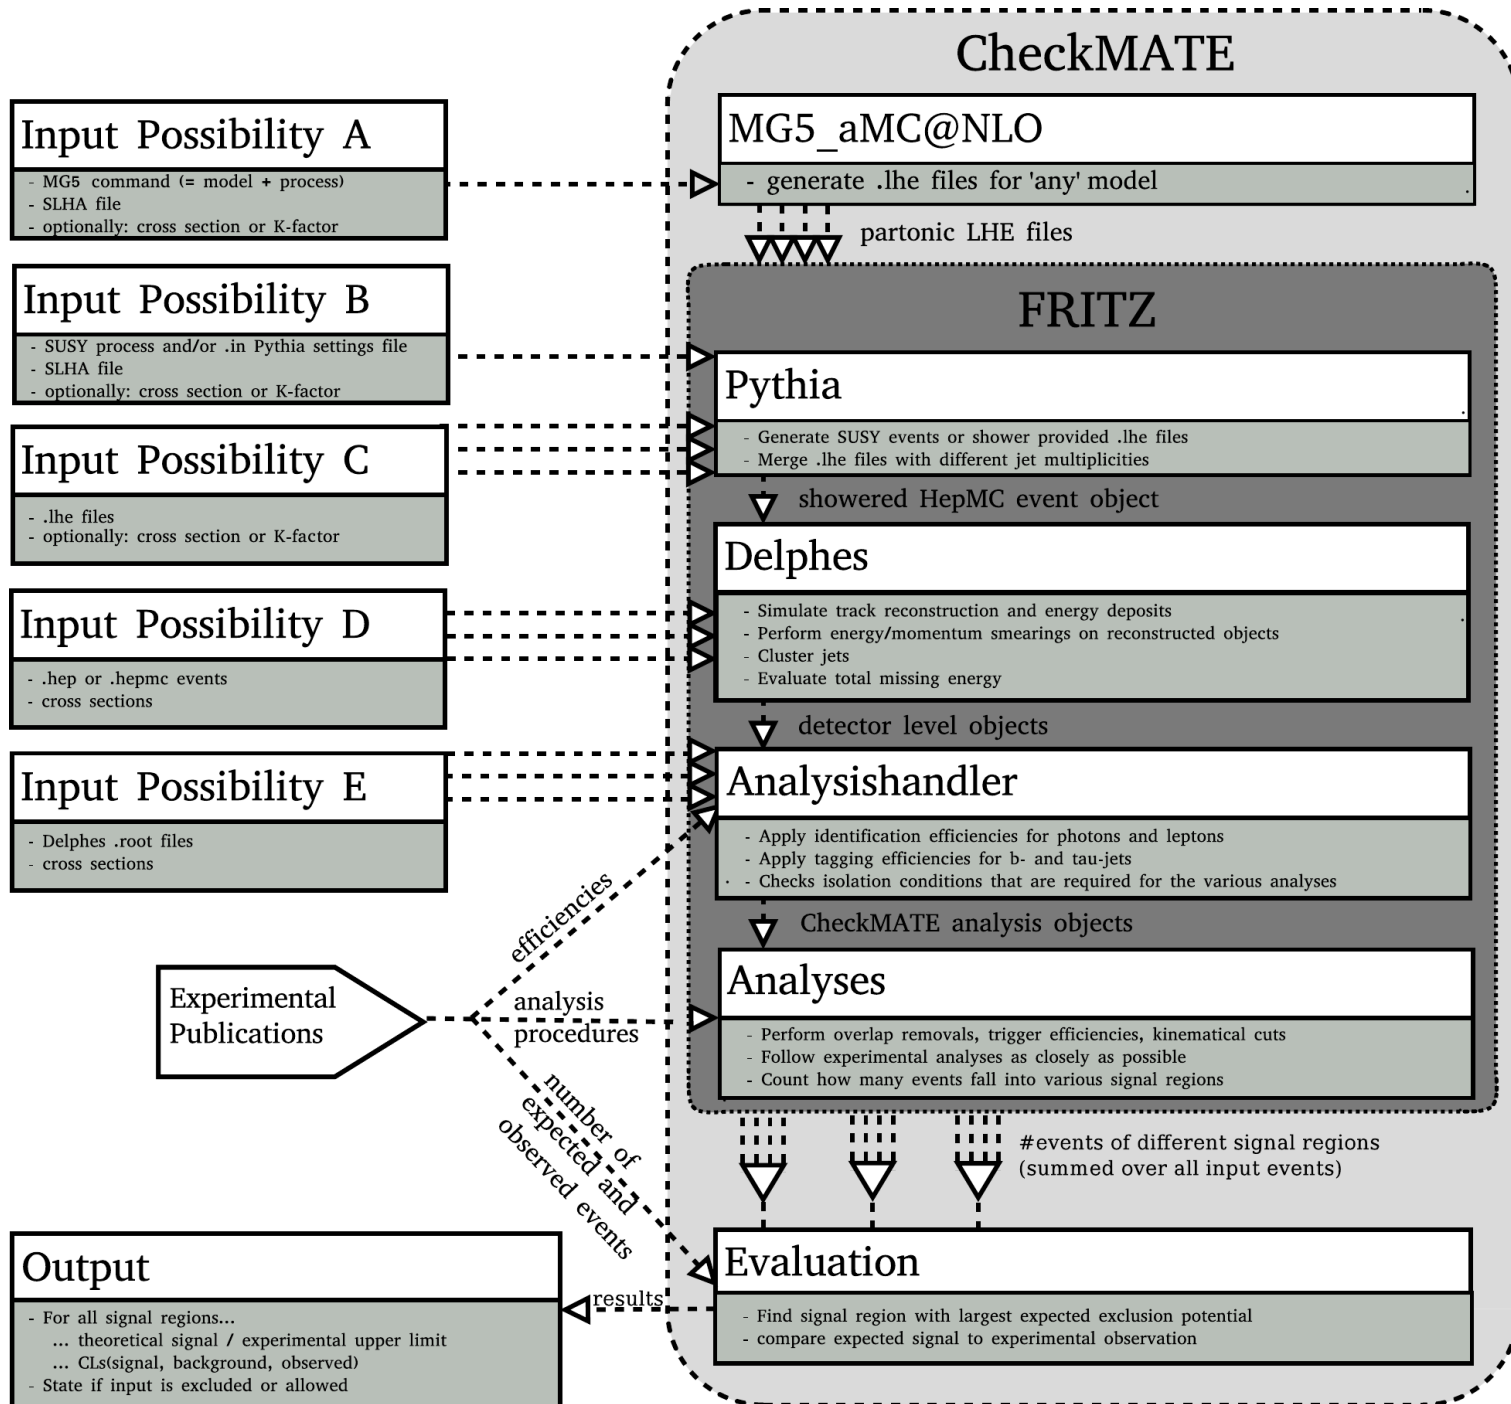 CheckMATE
Input Possibility A
- MG5 command (= model + process)
- SLHA file
- optionally: cross section or K-factor
MG5_aMC@NLO
- generate .lhe files for 'any' model
partonic LHE files
Input Possibility B
- SUSY process and/or .in Pythia settings file
- SLHA file
- optionally: cross section or K-factor
FRITZ
Pythia
- Generate SUSY events or shower provided .lhe files
- Merge .lhe files with different jet multiplicities
Input Possibility C
- .lhe files
- optionally: cross section or K-factor
showered HepMC event object
Delphes
- Simulate track reconstruction and energy deposits
- Perform energy/momentum smearings on reconstructed objects
- Cluster jets
- Evaluate total missing energy
Input Possibility D
- .hep or .hepmc events
- cross sections
detector level objects
Input Possibility E
- Delphes .root files
- cross sections
Analysishandler
- Apply identification efficiencies for photons and leptons
- Apply tagging efficiencies for b- and tau-jets
- Checks isolation conditions that are required for the various analyses
CheckMATE analysis objects
Experimental
Publications
efficiencies
analysis
procedures
number of
expected and
observed events
Analyses
- Perform overlap removals, trigger efficiencies, kinematical cuts
- Follow experimental analyses as closely as possible
- Count how many events fall into various signal regions
#events of different signal regions
(summed over all input events)
Evaluation
- Find signal region with largest expected exclusion potential
- compare expected signal to experimental observation
results
Output
- For all signal regions...
... theoretical signal / experimental upper limit
... CLs(signal, background, observed)
- State if input is excluded or allowed